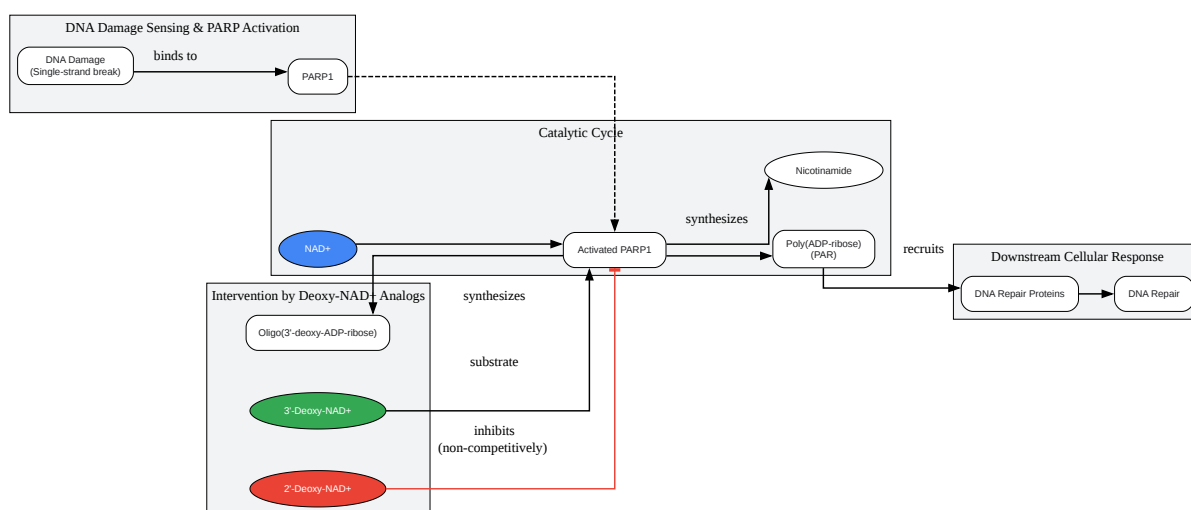 DNA Damage Sensing & PARP Activation
DNA Damage
(Single-strand break)
binds to
PARP1
Catalytic Cycle
Nicotinamide
synthesizes
NAD+
Activated PARP1
Poly(ADP-ribose)
(PAR)
recruits
Downstream Cellular Response
DNA Repair Proteins
DNA Repair
Intervention by Deoxy-NAD+ Analogs
synthesizes
Oligo(3'-deoxy-ADP-ribose)
substrate
3'-Deoxy-NAD+
inhibits
(non-competitively)
2'-Deoxy-NAD+